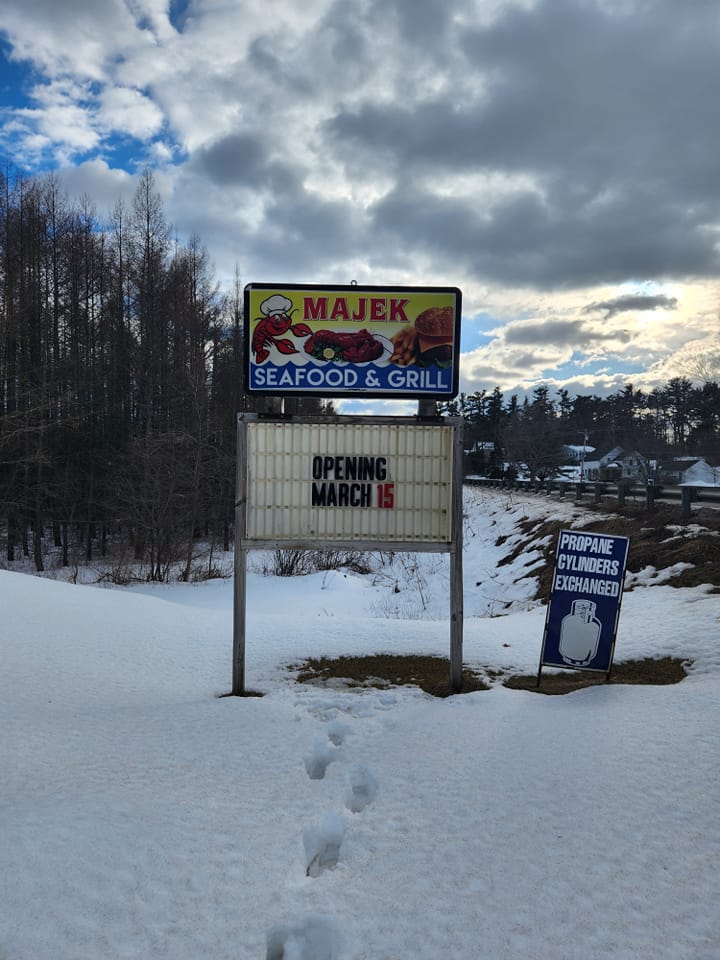 MAJEK
SEAFOOD & GRILL
OPENING
MARCH 15
PROPANE
CYLINDERS
EXCHANGED